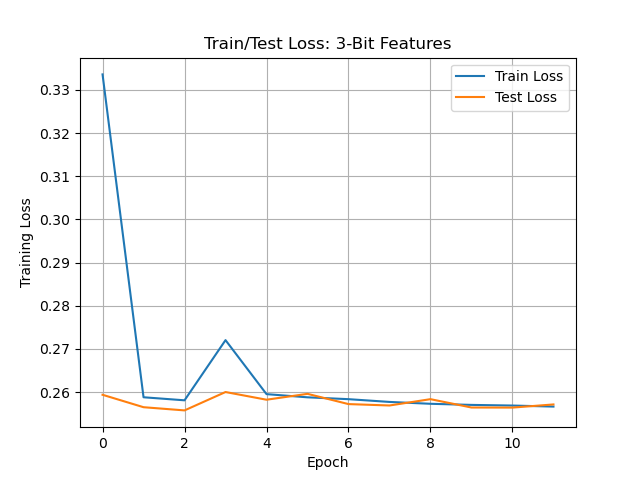 Train/Test Loss: 3-Bit Features
Train Loss
Test Loss
0.33
0.32
0.31
0.30
0.29
0.28
0.27
0.26
Training Loss
0 2 4 6 8 10
Epoch